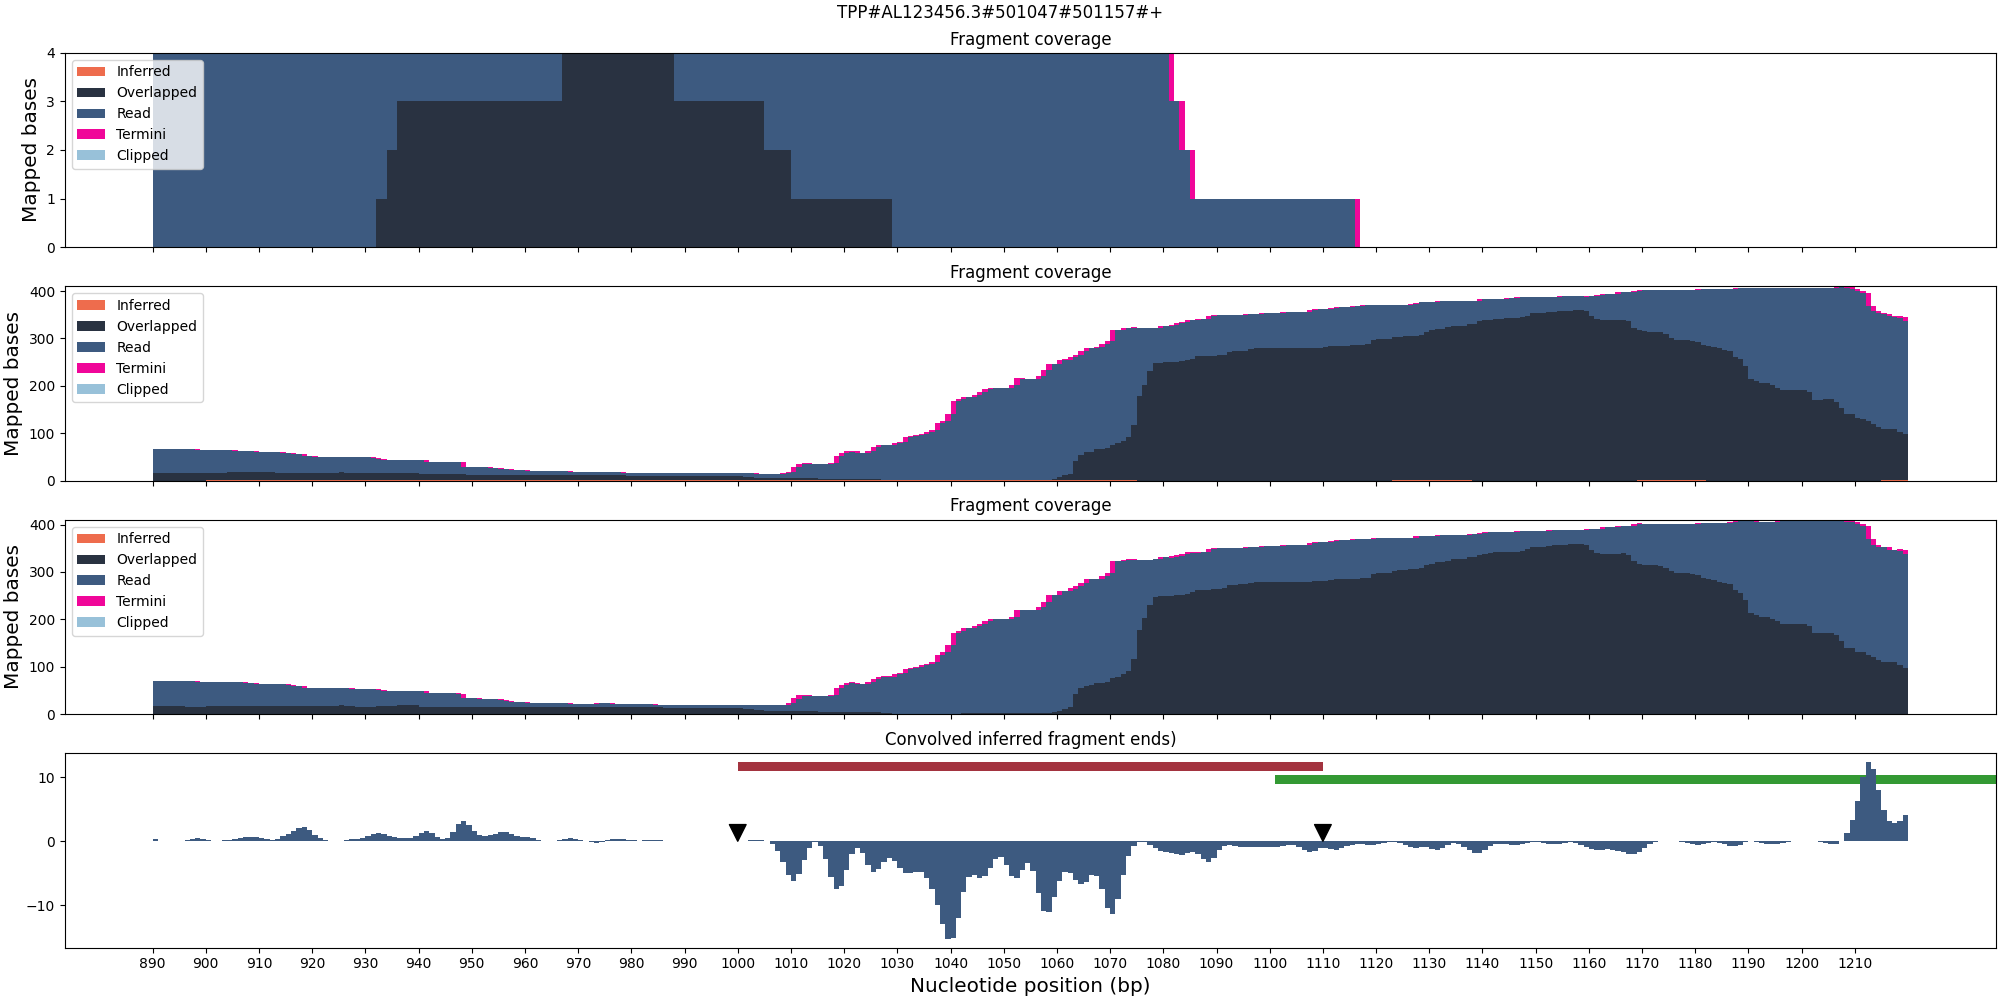 TPP#AL123456.3#501047#501157#+
Fragment coverage
Mapped bases
4
3
2
1
0
Inferred
Overlapped
Read
Termini
Clipped
Fragment coverage
Mapped bases
400
300
200
100
0
Inferred
Overlapped
Read
Termini
Clipped
Fragment coverage
Mapped bases
400
300
200
100
0
Inferred
Overlapped
Read
Termini
Clipped
Convolved inferred fragment ends)
10
0
−10
890 900 910 920 930 940 950 960 970 980 990 1000 1010 1020 1030 1040 1050 1060 1070 1080 1090 1100 1110 1120 1130 1140 1150 1160 1170 1180 1190 1200 1210
Nucleotide position (bp)